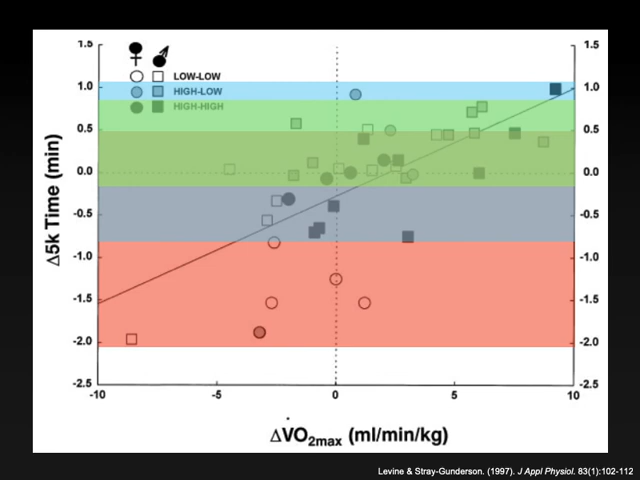 1.5
1.0
0.5
0.0
-0.5
-1.0
-1.5
-2.0
-2.5
Δ5k Time (min)
LOW-LOW
HIGH-LOW
HIGH-HIGH
1.5
1.0
0.5
0.0
-0.5
-1.0
-1.5
-2.0
-2.5
-10 -5 0 5 10
ΔV̇O2max (ml/min/kg)
Levine & Stray-Gunderson. (1997). J Appl Physiol. 83(1):102-112